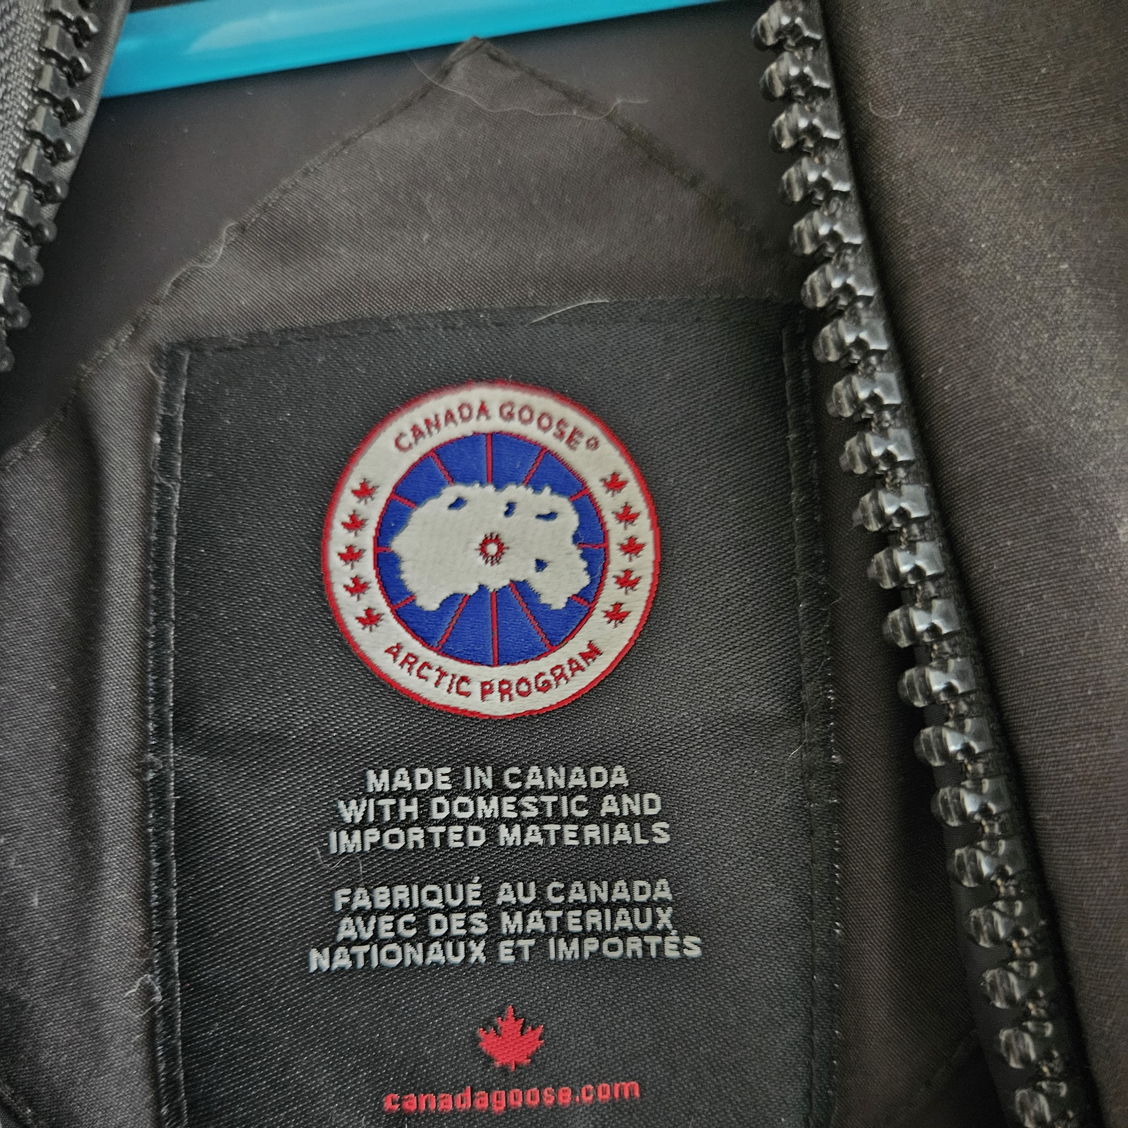 CANADA GOOSE®
ARCTIC PROGRAM
MADE IN CANADA
WITH DOMESTIC AND
IMPORTED MATERIALS
FABRIQUÉ AU CANADA
AVEC DES MATERIAUX
NATIONAUX ET IMPORTÉS
canadagoose.com